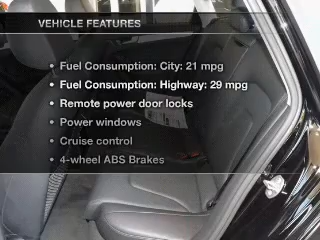 VEHICLE FEATURES
• Fuel Consumption: City: 21 mpg
• Fuel Consumption: Highway: 29 mpg
• Remote power door locks
• Power windows
• Cruise control
• 4-wheel ABS Brakes